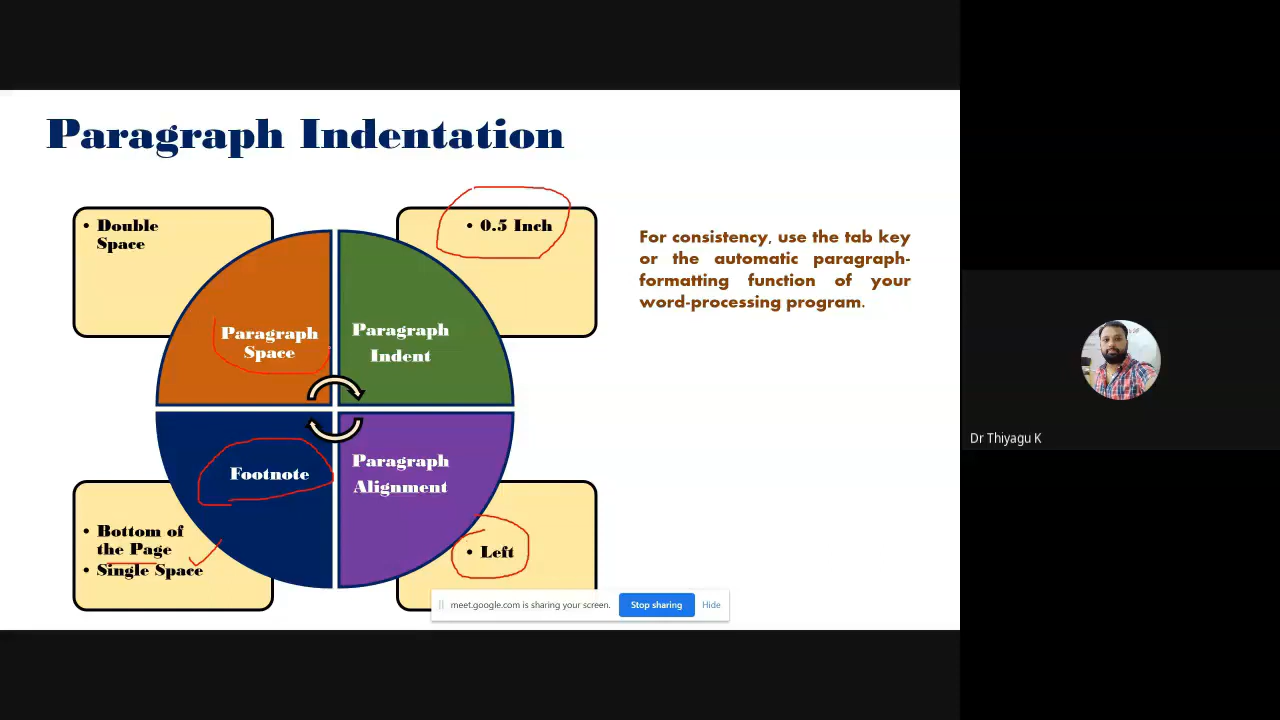 Paragraph Indentation
• Double
Space
• 0.5 Inch
For consistency, use the tab key
or the automatic paragraph-
formatting function of your
word-processing program.
Paragraph
Space
Paragraph
Indent
Footnote
Paragraph
Alignment
• Bottom of
the Page
• Single Space
• Left
meet.google.com is sharing your screen. Stop sharing Hide
Dr Thiyagu K